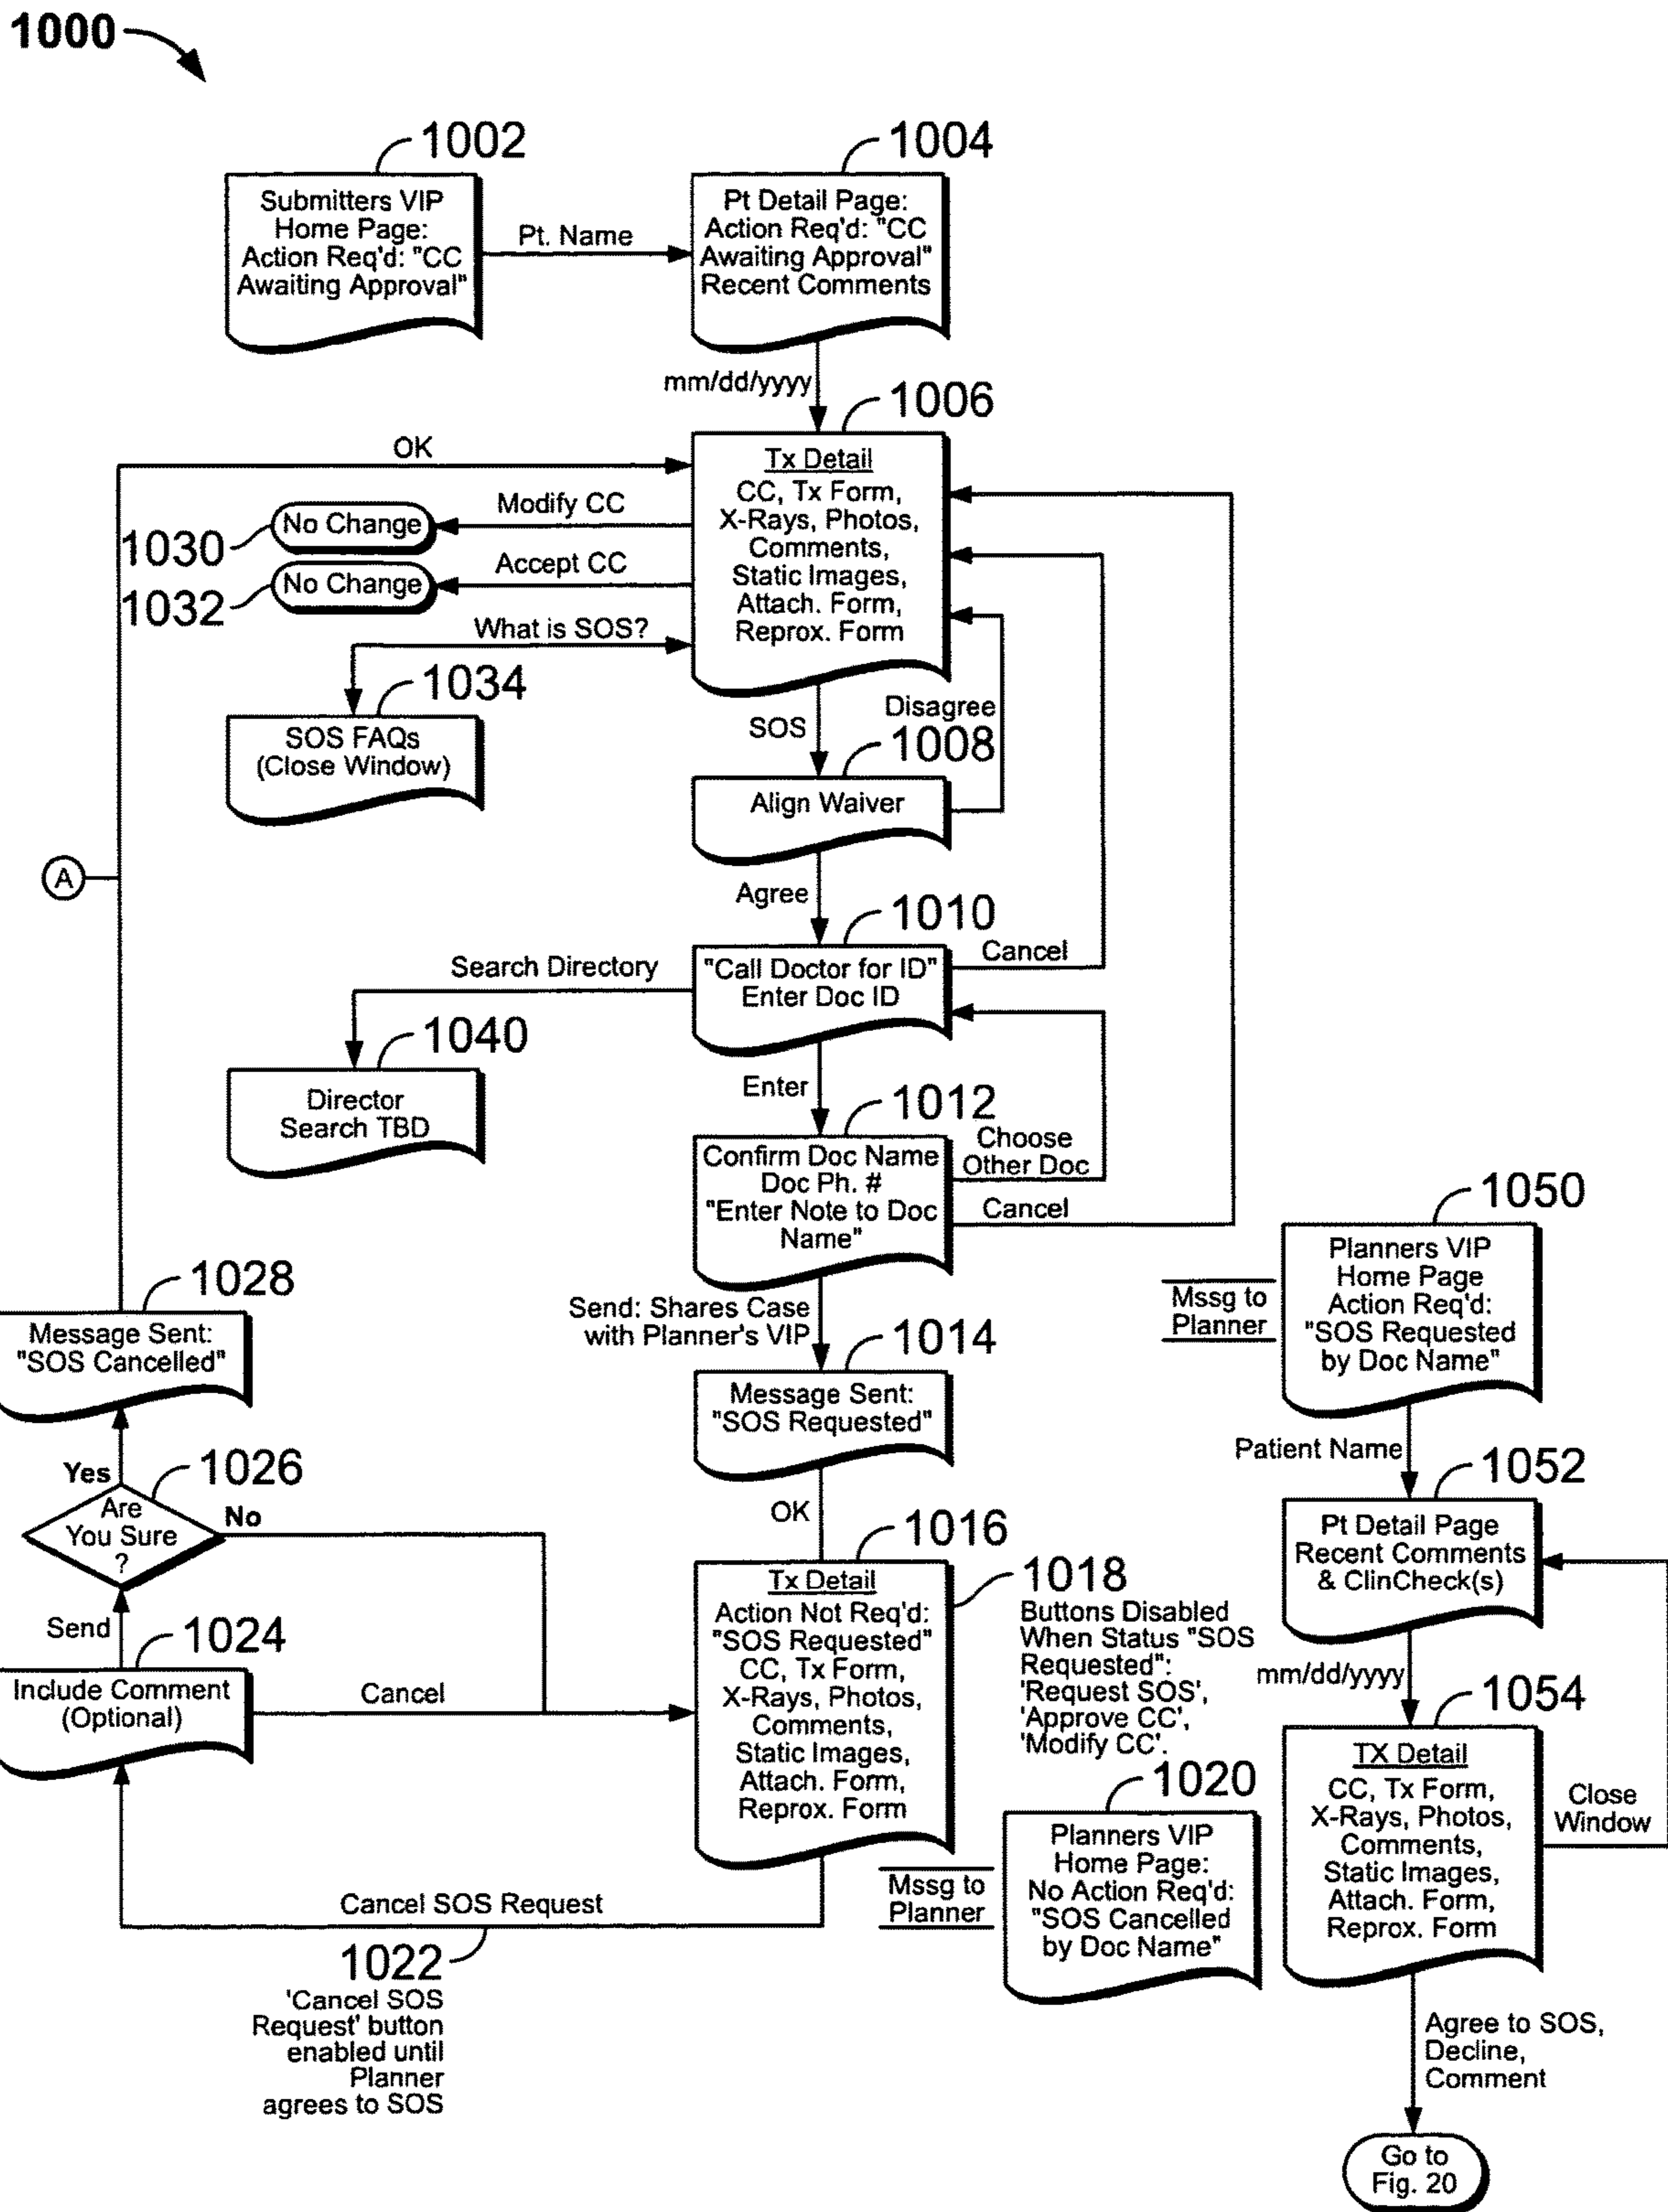 1000
1002
Submitters VIP
Home Page:
Action Req'd: "CC
Awaiting Approval"
Pt. Name
1004
Pt Detail Page:
Action Req'd: "CC
Awaiting Approval"
Recent Comments
mm/dd/yyyy
1006
Tx Detail
CC, Tx Form,
X-Rays, Photos,
Comments,
Static Images,
Attach. Form,
Reprox. Form
OK
Modify CC
No Change
1030
Accept CC
No Change
1032
What is SOS?
1034
SOS FAQs
(Close Window)
SOS
Disagree
1008
Align Waiver
A
Agree
1010
"Call Doctor for ID"
Enter Doc ID
Cancel
Search Directory
1040
Director
Search TBD
Enter
1012
Confirm Doc Name
Doc Ph. #
"Enter Note to Doc
Name"
Choose
Other Doc
Cancel
Send: Shares Case
with Planner's VIP
1014
Message Sent:
"SOS Requested"
OK
1016
Tx Detail
Action Not Req'd:
"SOS Requested"
CC, Tx Form,
X-Rays, Photos,
Comments,
Static Images,
Attach. Form,
Reprox. Form
1018
Buttons Disabled
When Status "SOS
Requested":
'Request SOS',
'Approve CC',
'Modify CC'.
1020
Mssg to
Planner
Planners VIP
Home Page:
No Action Req'd:
"SOS Cancelled
by Doc Name"
Cancel SOS Request
1022
'Cancel SOS
Request' button
enabled until
Planner
agrees to SOS
1024
Include Comment
(Optional)
Cancel
Send
1026
Are
You Sure
?
Yes
No
1028
Message Sent:
"SOS Cancelled"
1050
Mssg to
Planner
Planners VIP
Home Page
Action Req'd:
"SOS Requested
by Doc Name"
Patient Name
1052
Pt Detail Page
Recent Comments
& ClinCheck(s)
mm/dd/yyyy
1054
TX Detail
CC, Tx Form,
X-Rays, Photos,
Comments,
Static Images,
Attach. Form,
Reprox. Form
Close
Window
Agree to SOS,
Decline,
Comment
Go to
Fig. 20